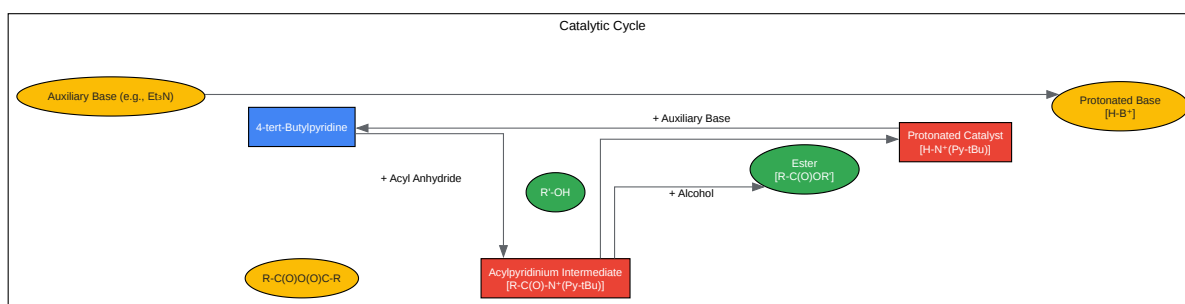 Catalytic Cycle
Auxiliary Base (e.g., Et₃N)
Protonated Base
[H-B⁺]
4-tert-Butylpyridine
+ Auxiliary Base
Protonated Catalyst
[H-N⁺(Py-tBu)]
+ Acyl Anhydride
R'-OH
Ester
[R-C(O)OR']
+ Alcohol
R-C(O)O(O)C-R
Acylpyridinium Intermediate
[R-C(O)-N⁺(Py-tBu)]